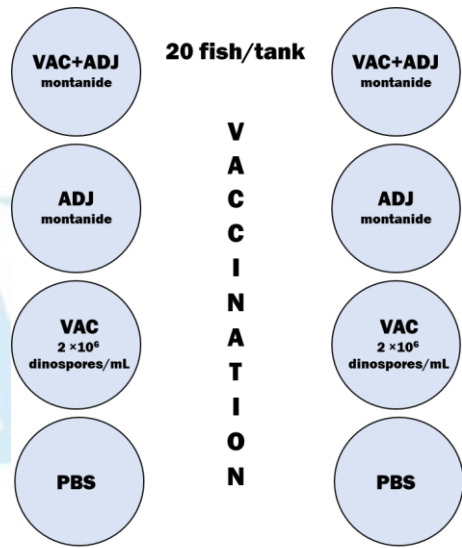 VAC+ADJ
montanide
20 fish/tank
VAC+ADJ
montanide
ADJ
montanide
VACCINATION
ADJ
montanide
VAC
2 ×10⁶
dinospores/mL
VAC
2 ×10⁶
dinospores/mL
PBS
PBS